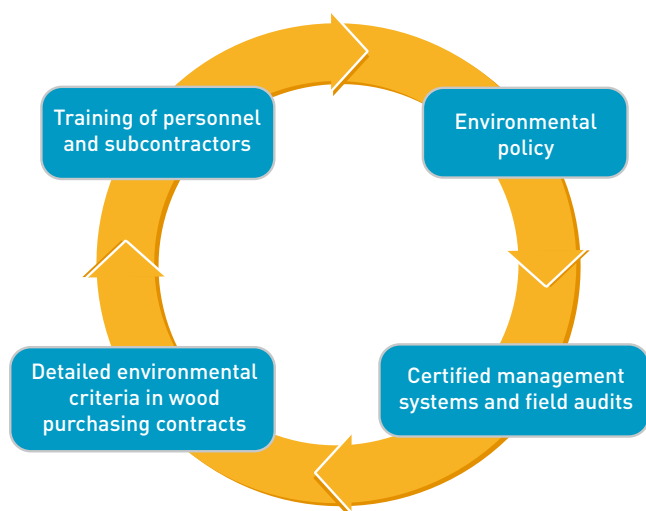 Training of personnel
and subcontractors
Environmental
policy
Detailed environmental
criteria in wood
purchasing contracts
Certified management
systems and field audits